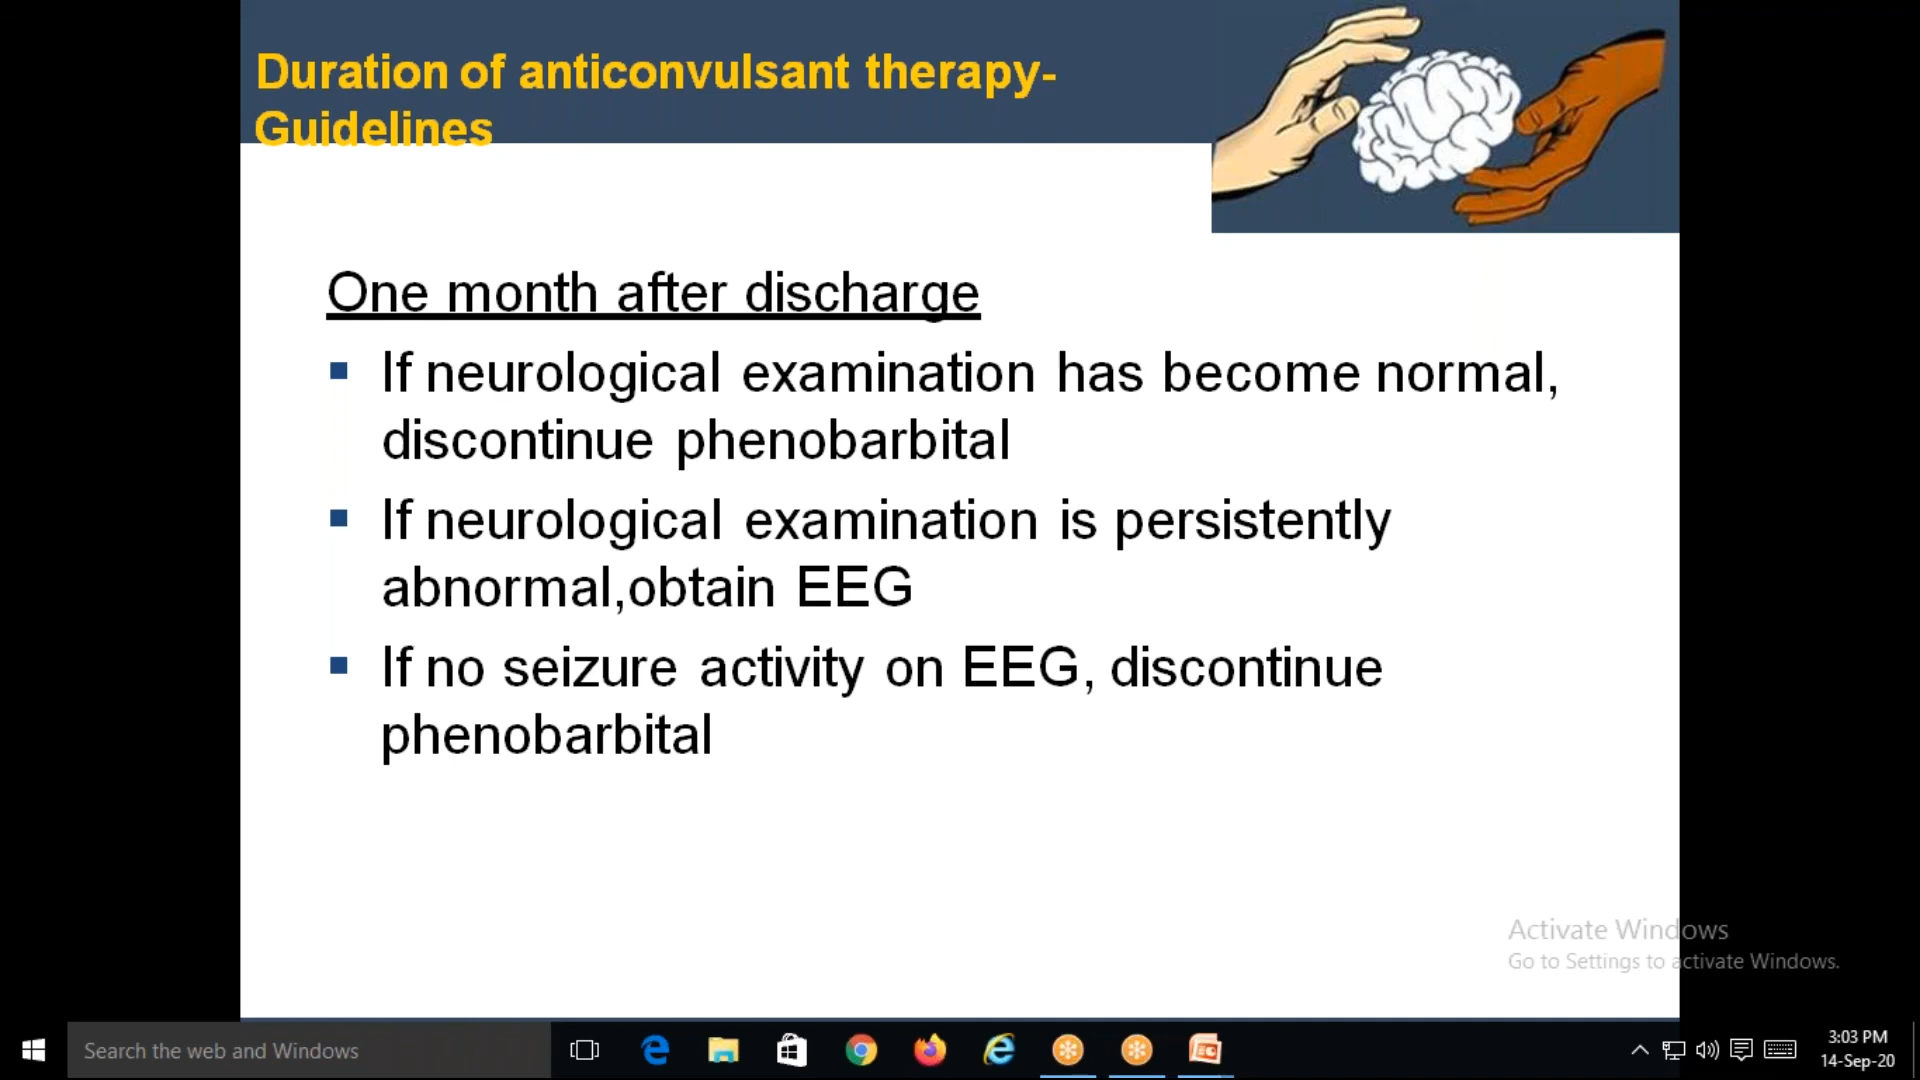 Duration of anticonvulsant therapy-
Guidelines
One month after discharge
If neurological examination has become normal,
discontinue phenobarbital
If neurological examination is persistently
abnormal,obtain EEG
If no seizure activity on EEG, discontinue
phenobarbital
Activate Windows
Go to Settings to activate Windows.
Search the web and Windows
3:03 PM
14-Sep-20